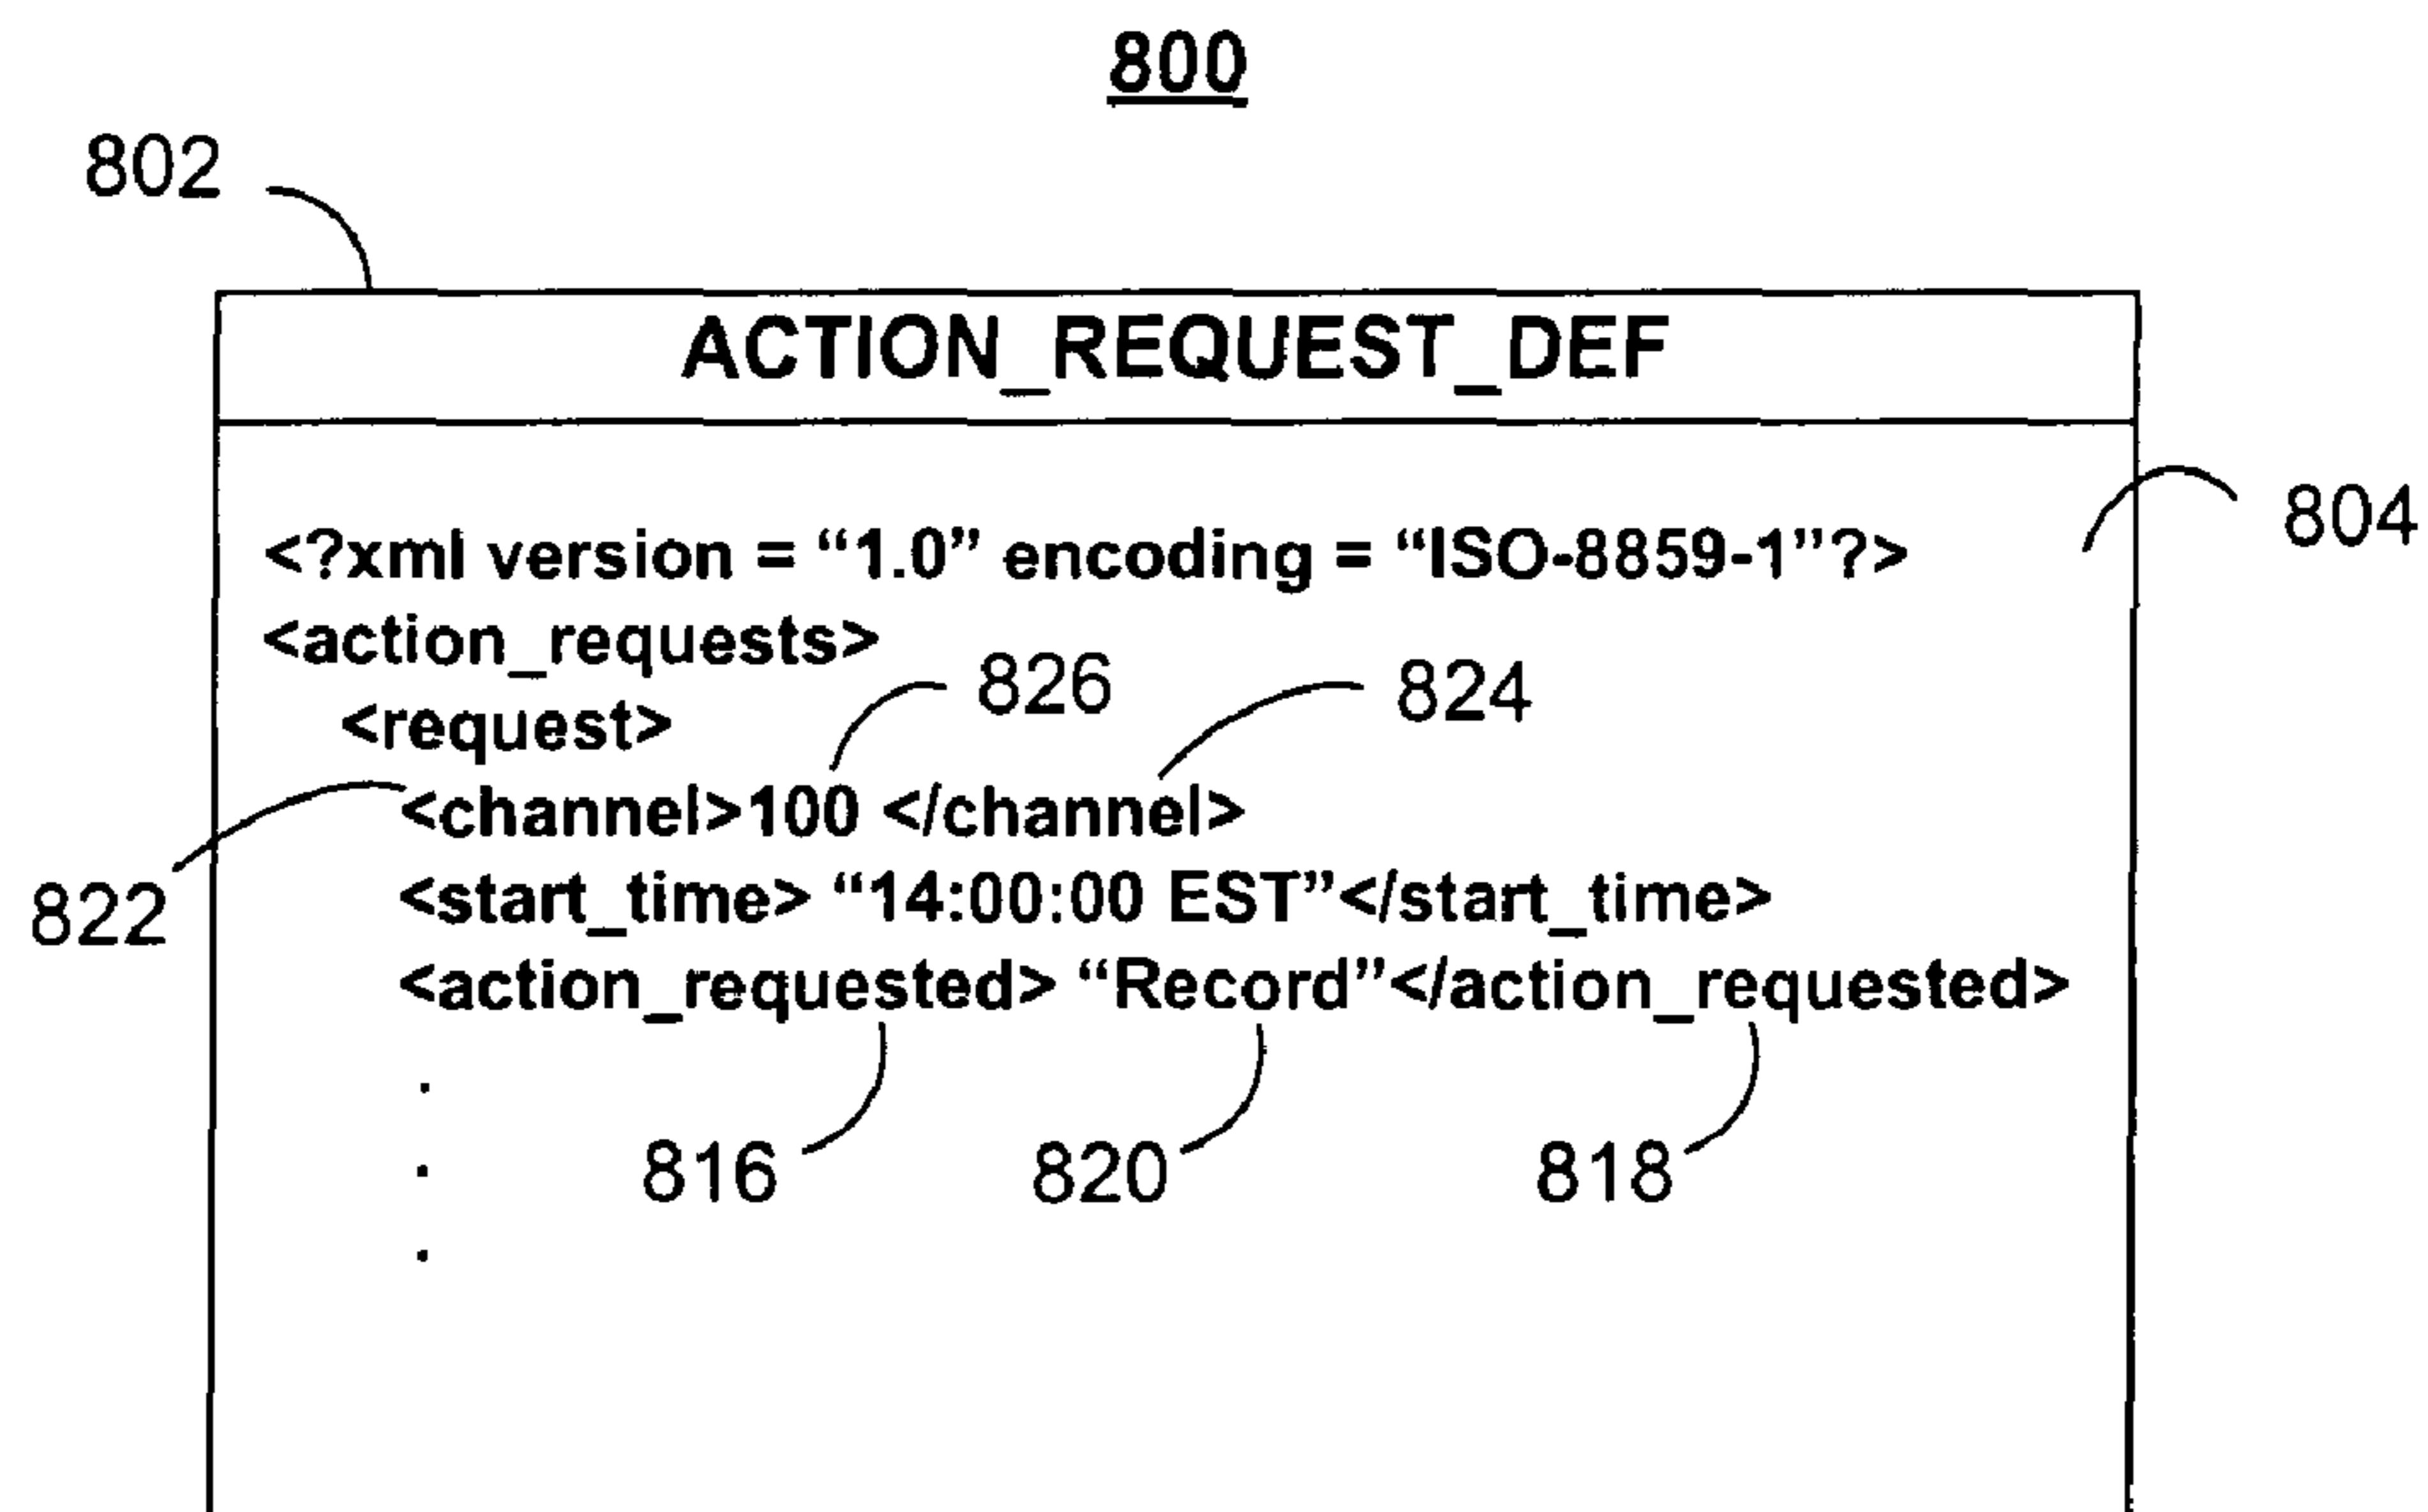 800
802
ACTION_REQUEST_DEF
804
<?xml version = “1.0” encoding = “ISO-8859-1”?>
<action_requests>
826 824
<request>
<channel>100 </channel>
822
<start_time> “14:00:00 EST”</start_time>
<action_requested> “Record”</action_requested>
.
.
816 820 818
.